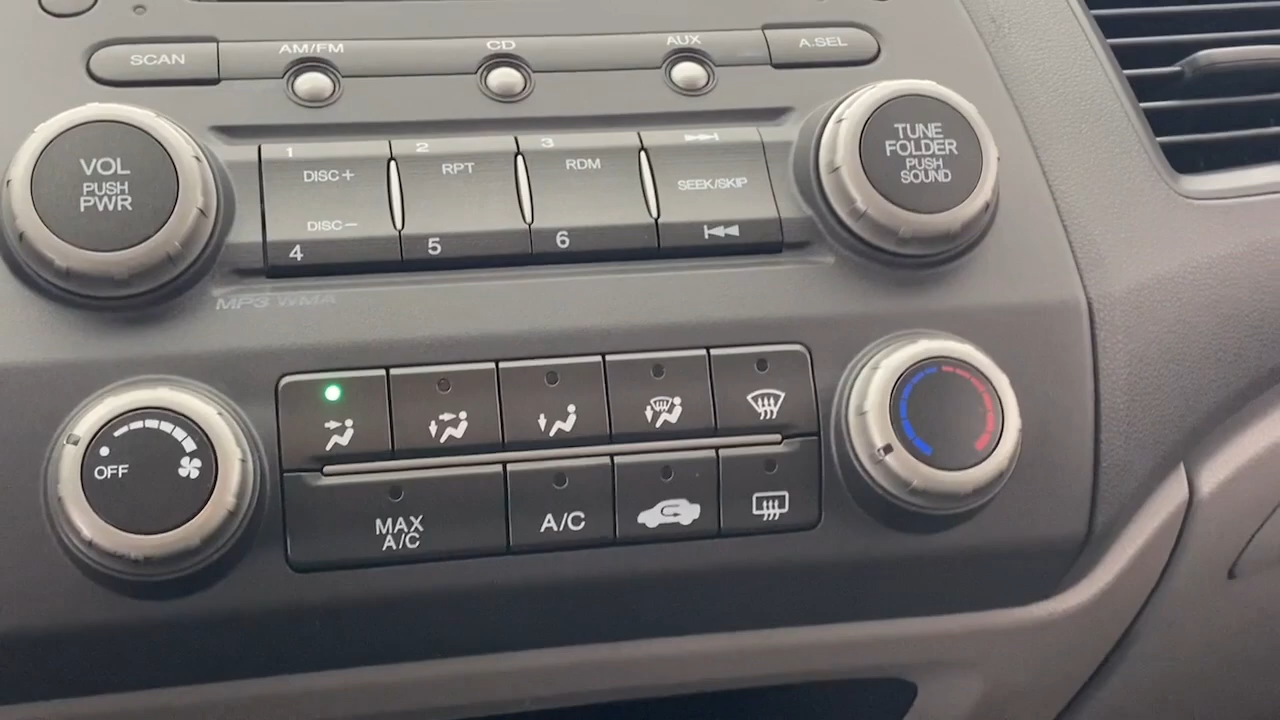 SCAN
AM/FM
CD
AUX
A.SEL
VOL
PUSH
PWR
1
DISC+
DISC-
4
2
RPT
5
3
RDM
6
SEEK/SKIP
TUNE
FOLDER
PUSH
SOUND
MP3 WMA
OFF
MAX
A/C
A/C